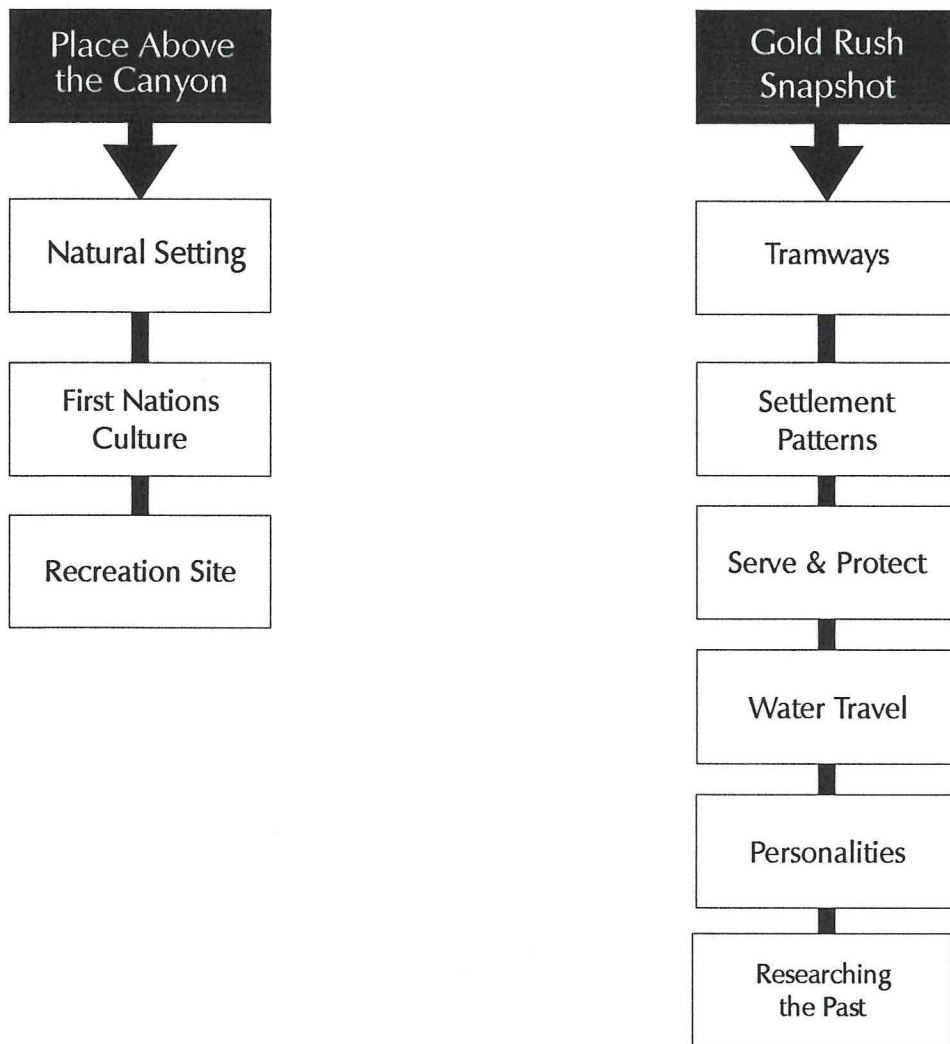 Place Above
the Canyon
Natural Setting
First Nations
Culture
Recreation Site
Gold Rush
Snapshot
Tramways
Settlement
Patterns
Serve & Protect
Water Travel
Personalities
Researching
the Past